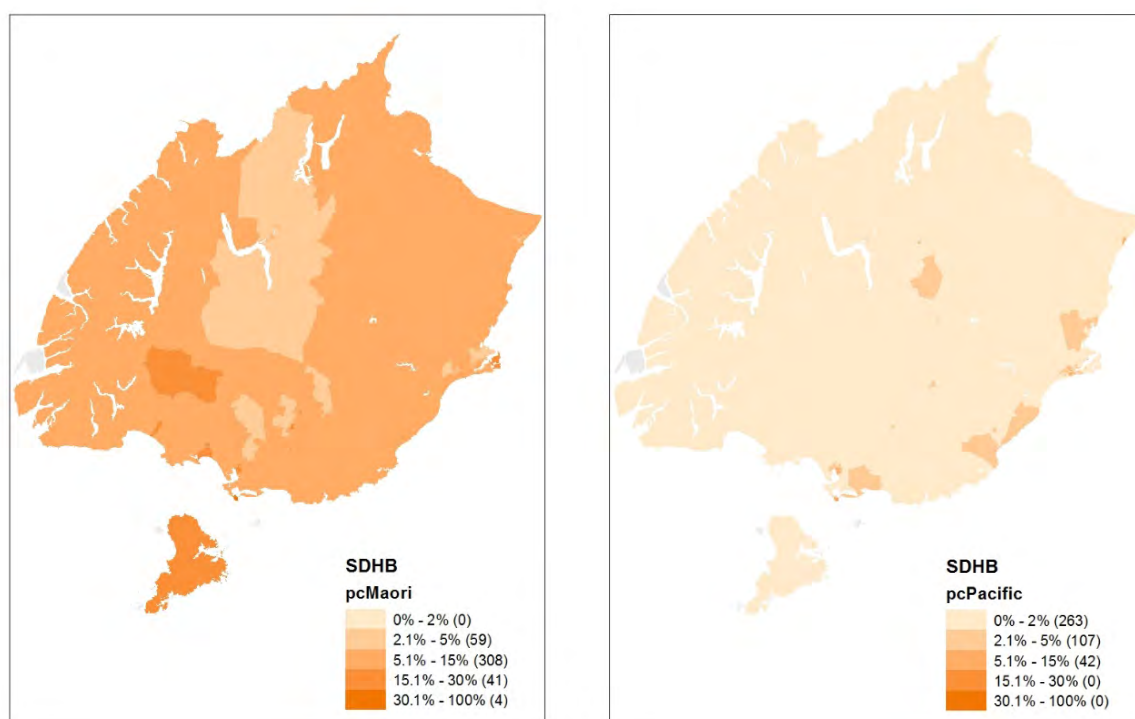 SDHB
pcMaori
0% - 2% (0)
2.1% - 5% (59)
5.1% - 15% (308)
15.1% - 30% (41)
30.1% - 100% (4)
SDHB
pcPacific
0% - 2% (263)
2.1% - 5% (107)
5.1% - 15% (42)
15.1% - 30% (0)
30.1% - 100% (0)